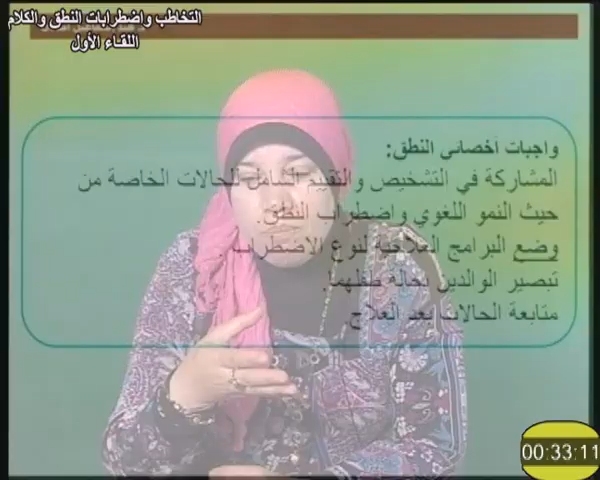 التخاطب واضطرابات النطق والكلام
اللقاء الأول
واجبات أخصائى النطق:
المشاركة في التشخيص والتقييم الشامل للحالات الخاصة من
حيث النمو اللغوي واضطراب النطق.
وضع البرامج العلاجية لنوع الاضطراب .
تبصير الوالدين بحالة طفلهما.
متابعة الحالات بعد العلاج.
00:33:11